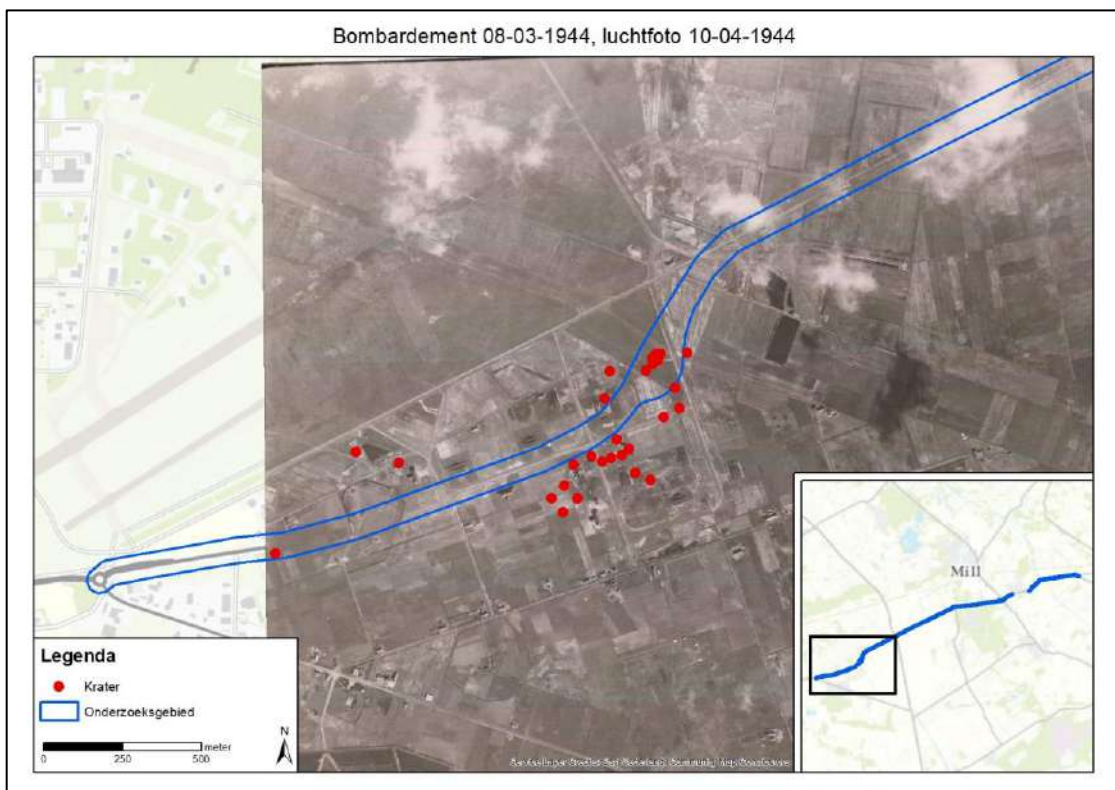 Bombardement 08-03-1944, luchtfoto 10-04-1944
Mill
Legenda
Krater
Onderzoeksgebied
N
meter
0 250 500